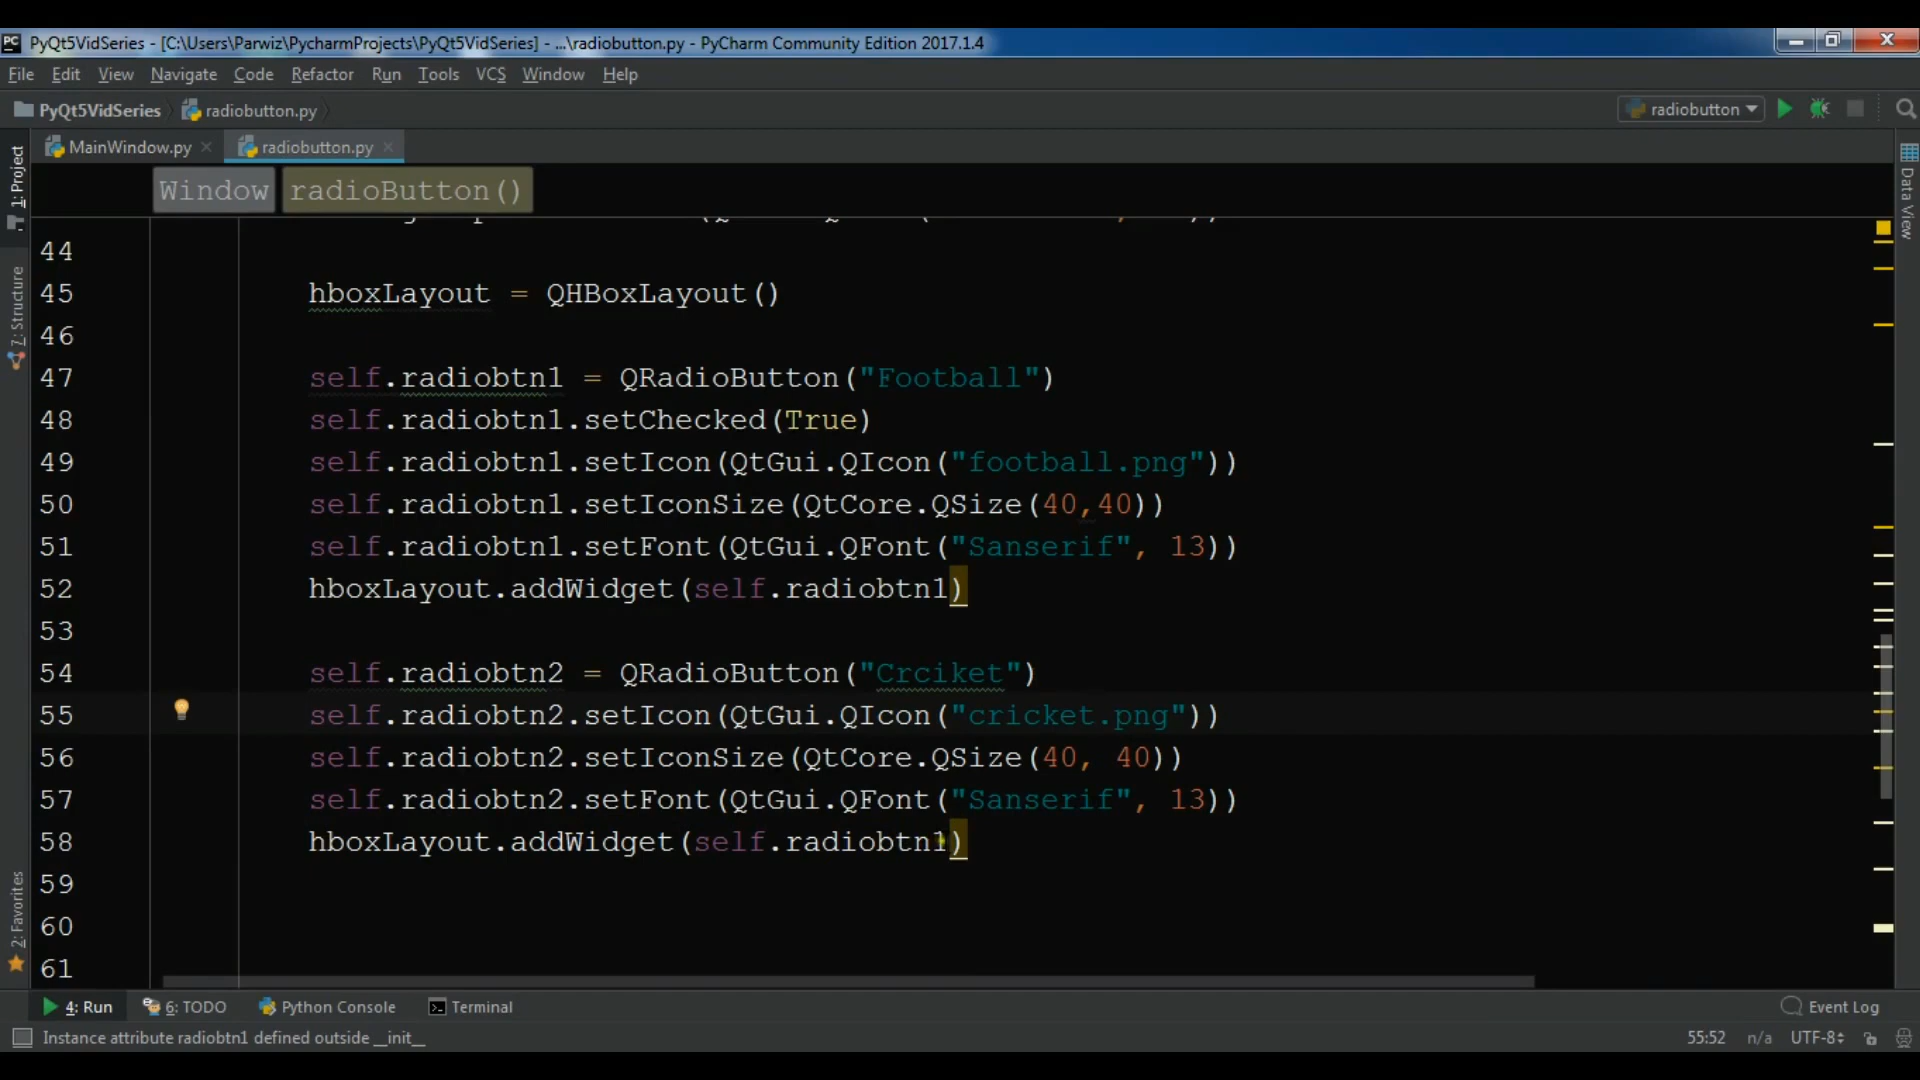 PyQt5VidSeries - [C:\Users\Parwiz\PycharmProjects\PyQt5VidSeries] - ...\radiobutton.py - PyCharm Community Edition 2017.1.4
File Edit View Navigate Code Refactor Run Tools VCS Window Help
PyQt5VidSeries radiobutton.py radiobutton
MainWindow.py radiobutton.py
Window radioButton()
1: Project
7: Structure
2: Favorites
Data View
44
45 hboxLayout = QHBoxLayout()
46
47 self.radiobtn1 = QRadioButton("Football")
48 self.radiobtn1.setChecked(True)
49 self.radiobtn1.setIcon(QtGui.QIcon("football.png"))
50 self.radiobtn1.setIconSize(QtCore.QSize(40,40))
51 self.radiobtn1.setFont(QtGui.QFont("Sanserif", 13))
52 hboxLayout.addWidget(self.radiobtn1)
53
54 self.radiobtn2 = QRadioButton("Crciket")
55 self.radiobtn2.setIcon(QtGui.QIcon("cricket.png"))
56 self.radiobtn2.setIconSize(QtCore.QSize(40, 40))
57 self.radiobtn2.setFont(QtGui.QFont("Sanserif", 13))
58 hboxLayout.addWidget(self.radiobtn1)
59
60
61
4: Run 6: TODO Python Console Terminal Event Log
Instance attribute radiobtn1 defined outside __init__ 55:52 n/a UTF-8